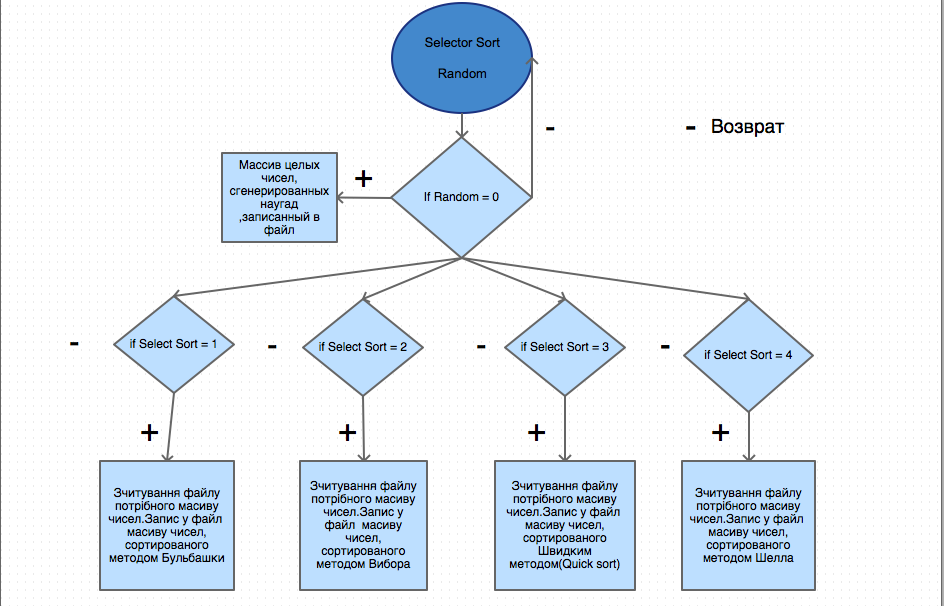 Selector Sort
Random
-
- Возврат
Массив целых
чисел,
сгенерированных
наугад
,записанный в
файл
+
If Random = 0
-
if Select Sort = 1
-
if Select Sort = 2
-
if Select Sort = 3
-
if Select Sort = 4
+
+
+
+
Зчитування файлу
потрібного масиву
чисел.Запис у файл
масиву чисел,
сортированого
методом Бульбашки
Зчитування файлу
потрібного масиву
чисел.Запис у
файл масиву
чисел,
сортированого
методом Вибора
Зчитування файлу
потрібного масиву
чисел.Запис у файл
масиву чисел,
сортированого
Швидким
методом(Quick sort)
Зчитування файлу
потрібного масиву
чисел.Запис у файл
масиву чисел,
сортированого
методом Шелла